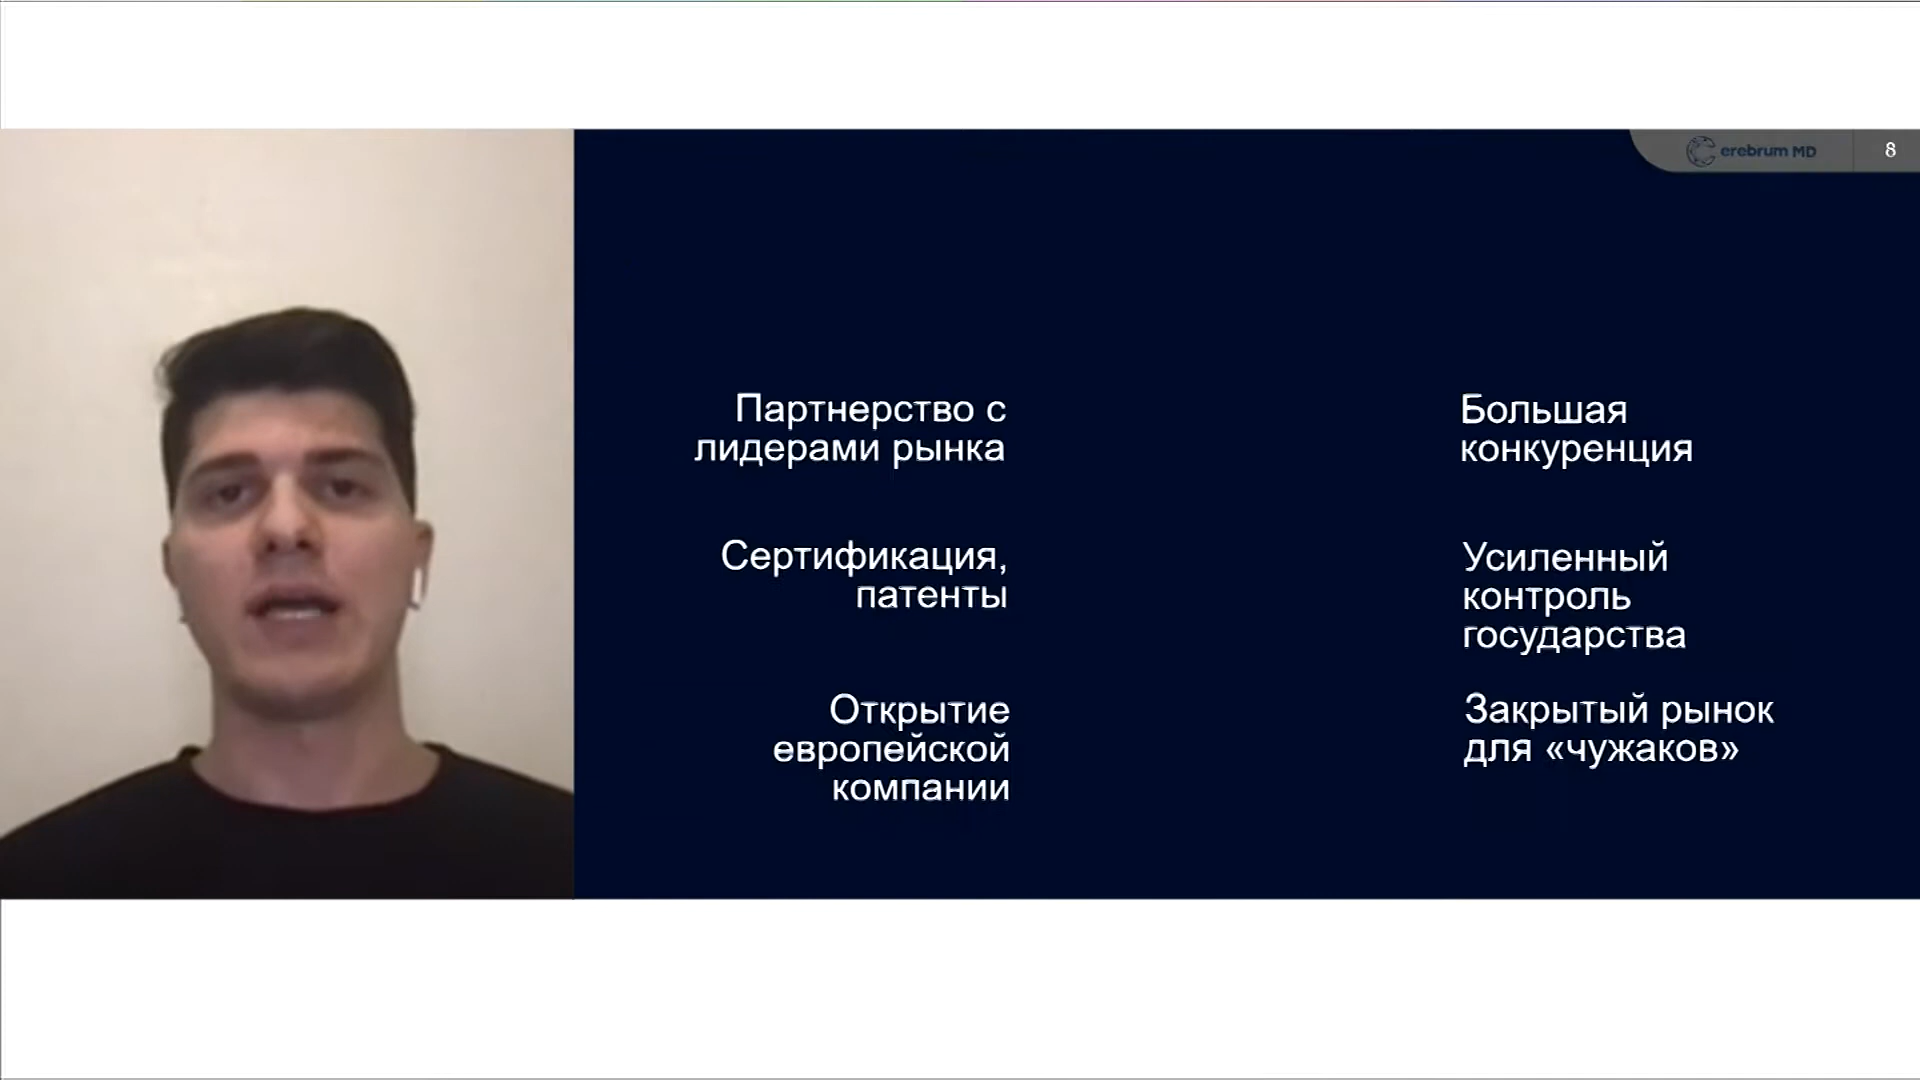 erebrum MD
8
Партнерство с
лидерами рынка
Сертификация,
патенты
Открытие
европейской
компании
Большая
конкуренция
Усиленный
контроль
государства
Закрытый рынок
для «чужаков»